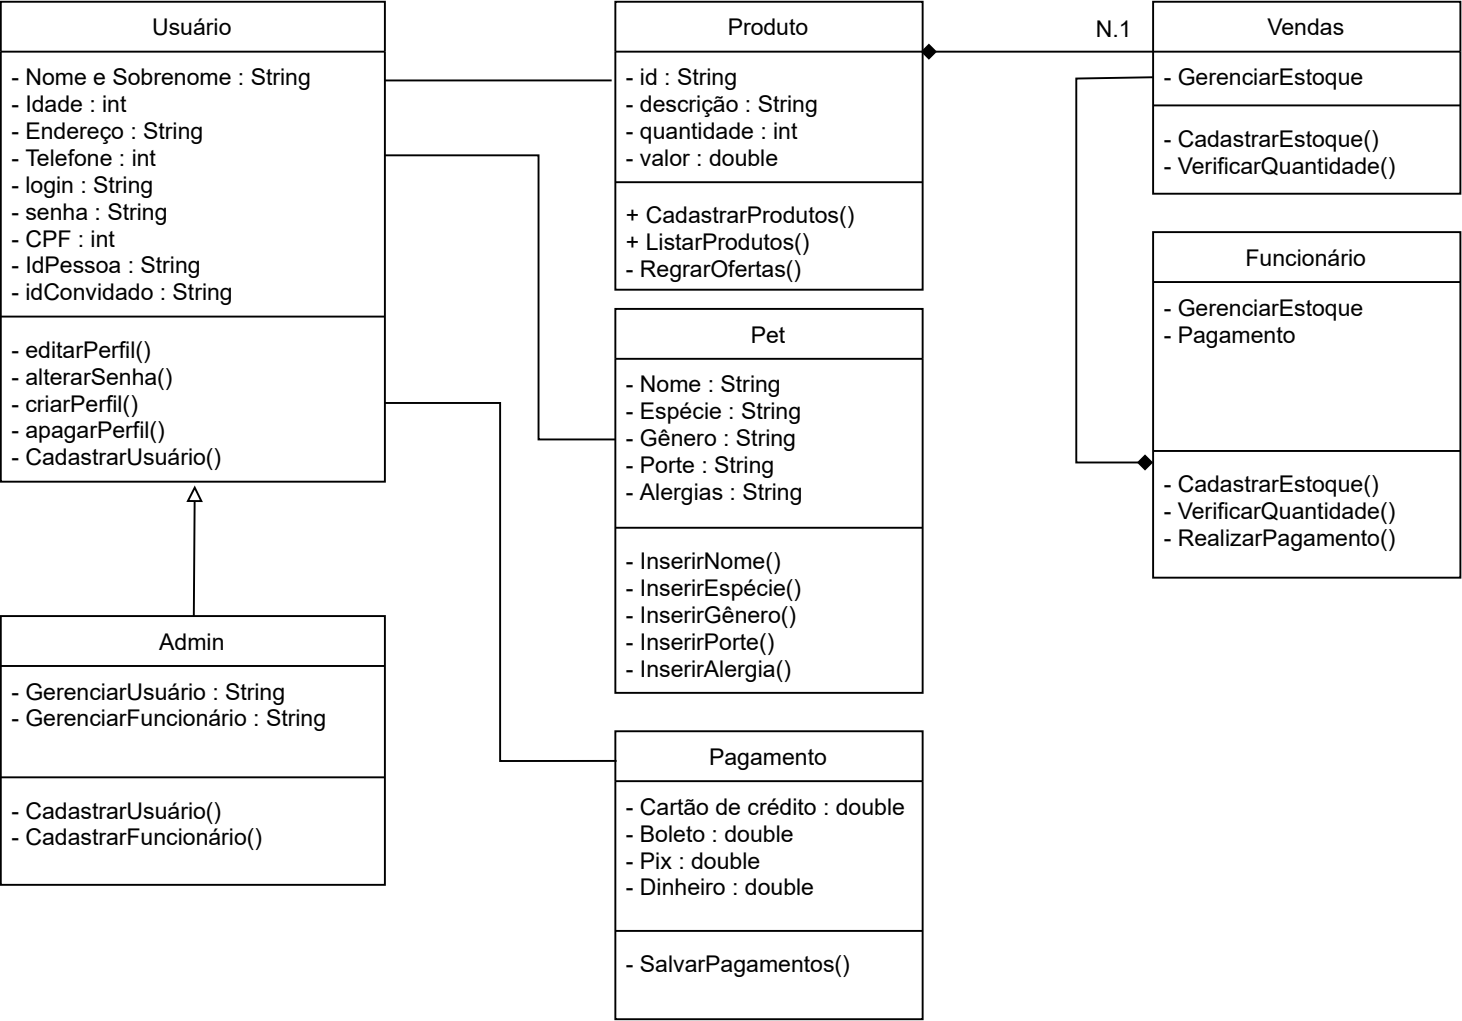 Usuário
- Nome e Sobrenome : String
- Idade : int
- Endereço : String
- Telefone : int
- login : String
- senha : String
- CPF : int
- IdPessoa : String
- idConvidado : String
- editarPerfil()
- alterarSenha()
- criarPerfil()
- apagarPerfil()
- CadastrarUsuário()
Admin
- GerenciarUsuário : String
- GerenciarFuncionário : String
- CadastrarUsuário()
- CadastrarFuncionário()
Produto
- id : String
- descrição : String
- quantidade : int
- valor : double
+ CadastrarProdutos()
+ ListarProdutos()
- RegrarOfertas()
Pet
- Nome : String
- Espécie : String
- Gênero : String
- Porte : String
- Alergias : String
- InserirNome()
- InserirEspécie()
- InserirGênero()
- InserirPorte()
- InserirAlergia()
Pagamento
- Cartão de crédito : double
- Boleto : double
- Pix : double
- Dinheiro : double
- SalvarPagamentos()
N.1
Vendas
- GerenciarEstoque
- CadastrarEstoque()
- VerificarQuantidade()
Funcionário
- GerenciarEstoque
- Pagamento
- CadastrarEstoque()
- VerificarQuantidade()
- RealizarPagamento()